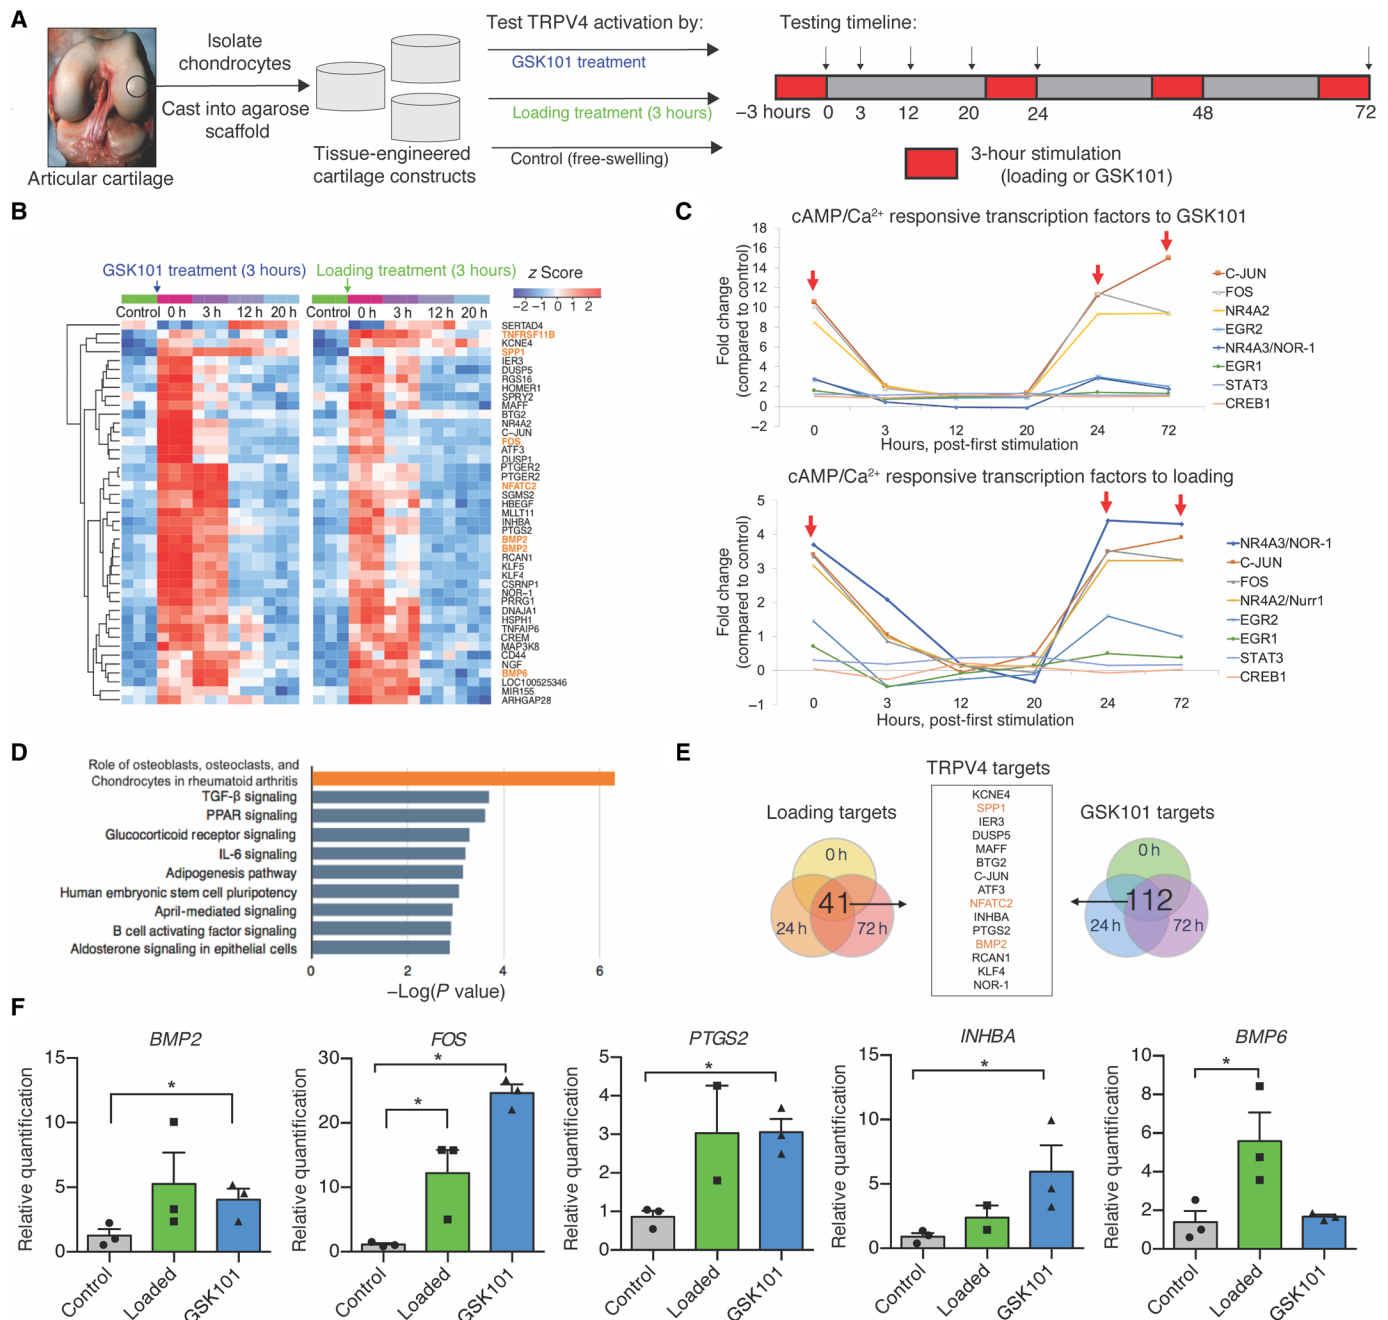 A
Isolate
chondrocytes
Cast into agarose
scaffold
Articular cartilage
Tissue-engineered
cartilage constructs
Test TRPV4 activation by:
GSK101 treatment
Loading treatment (3 hours)
Control (free-swelling)
Testing timeline:
−3 hours 0 3 12 20 24 48 72
3-hour stimulation
(loading or GSK101)
B
GSK101 treatment (3 hours)
Loading treatment (3 hours)
z Score
−2 −1 0 1 2
Control 0 h 3 h 12 h 20 h
Control 0 h 3 h 12 h 20 h
SERTAD4
TNFRSF11B
KCNE4
SPP1
IER3
DUSP5
RGS16
HOMER1
SPRY2
MAFF
BTG2
NR4A2
C-JUN
FOS
ATF3
DUSP1
PTGER2
PTGER2
NFATC2
SGMS2
HBEGF
MLLT11
INHBA
PTGS2
BMP2
BMP2
RCAN1
KLF5
KLF4
CSRNP1
NOR-1
PRRG1
DNAJA1
HSPH1
TNFAIP6
CREM
MAP3K8
CD44
NGF
BMP6
LOC100525346
MIR155
ARHGAP28
C
cAMP/Ca²⁺ responsive transcription factors to GSK101
Fold change
(compared to control)
18
16
14
12
10
8
6
4
2
0
−2
0 3 12 20 24 72
Hours, post-first stimulation
C-JUN
FOS
NR4A2
EGR2
NR4A3/NOR-1
EGR1
STAT3
CREB1
cAMP/Ca²⁺ responsive transcription factors to loading
Fold change
(compared to control)
5
4
3
2
1
0
−1
0 3 12 20 24 72
Hours, post-first stimulation
NR4A3/NOR-1
C-JUN
FOS
NR4A2/Nurr1
EGR2
EGR1
STAT3
CREB1
D
Role of osteoblasts, osteoclasts, and
Chondrocytes in rheumatoid arthritis
TGF-β signaling
PPAR signaling
Glucocorticoid receptor signaling
IL-6 signaling
Adipogenesis pathway
Human embryonic stem cell pluripotency
April-mediated signaling
B cell activating factor signaling
Aldosterone signaling in epithelial cells
0 2 4 6
−Log(P value)
E
TRPV4 targets
Loading targets
0 h
41
24 h
72 h
KCNE4
SPP1
IER3
DUSP5
MAFF
BTG2
C-JUN
ATF3
NFATC2
INHBA
PTGS2
BMP2
RCAN1
KLF4
NOR-1
GSK101 targets
0 h
112
24 h
72 h
F
BMP2
Relative quantification
15
10
5
0
*
Control
Loaded
GSK101
FOS
Relative quantification
30
20
10
0
*
*
Control
Loaded
GSK101
PTGS2
Relative quantification
5
4
3
2
1
0
*
Control
Loaded
GSK101
INHBA
Relative quantification
15
10
5
0
*
Control
Loaded
GSK101
BMP6
Relative quantification
10
8
6
4
2
0
*
Control
Loaded
GSK101